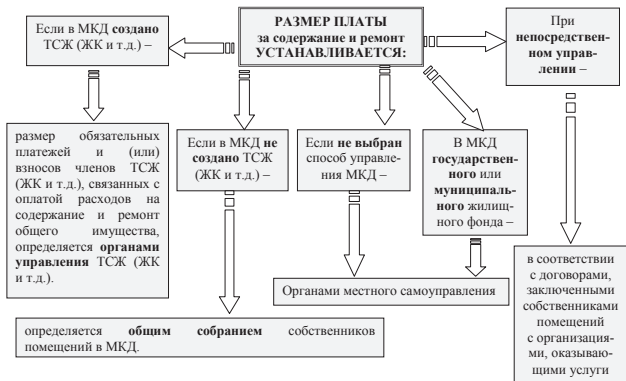 РАЗМЕР ПЛАТЫ
за содержание и ремонт
УСТАНАВЛИВАЕТСЯ:
Если в МКД создано
ТСЖ (ЖК и т.д.) –
При
непосредствен-
ном управ-
лении –
размер обязательных
платежей и (или)
взносов членов ТСЖ
(ЖК и т.д.), связанных с
оплатой расходов на
содержание и ремонт
общего имущества,
определяется органами
управления ТСЖ (ЖК
и т.д.).
Если в МКД не
создано ТСЖ
(ЖК и т.д.) –
Если не выбран
способ управле-
ния МКД –
В МКД
государствен-
ного или
муниципаль-
ного жилищ-
ного фонда –
Органами местного самоуправления
определяется общим собранием собственников
помещений в МКД.
в соответствии
с договорами,
заключенными
собственниками
помещений
с организация-
ми, оказываю-
щими услуги